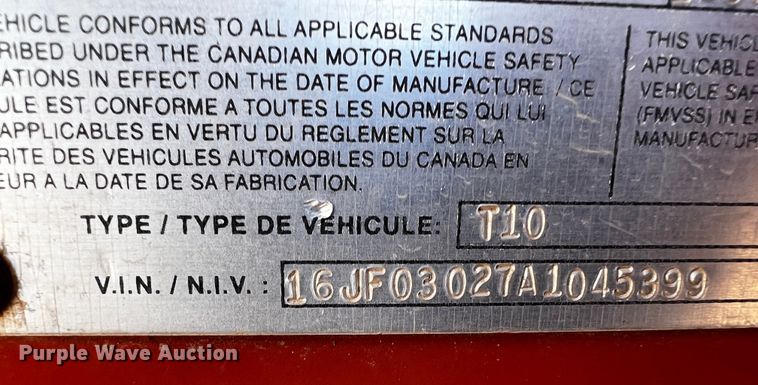 EHICLE CONFORMS TO ALL APPLICABLE STANDARDS
RIBED UNDER THE CANADIAN MOTOR VEHICLE SAFETY
ATIONS IN EFFECT ON THE DATE OF MANUFACTURE / CE
ULE EST CONFORME A TOUTES LES NORMES QUI LUI
APPLICABLES EN VERTU DU REGLEMENT SUR LA
RITE DES VEHICULES AUTOMOBILES DU CANADA EN
EUR A LA DATE DE SA FABRICATION.
THIS VEHICL
APPLICABLE
VEHICLE SAF
(FMVSS) IN E
MANUFACTUR
TYPE / TYPE DE VEHICULE: T10
V.I.N. / N.I.V. : 16JF03027A1045399
Purple Wave Auction